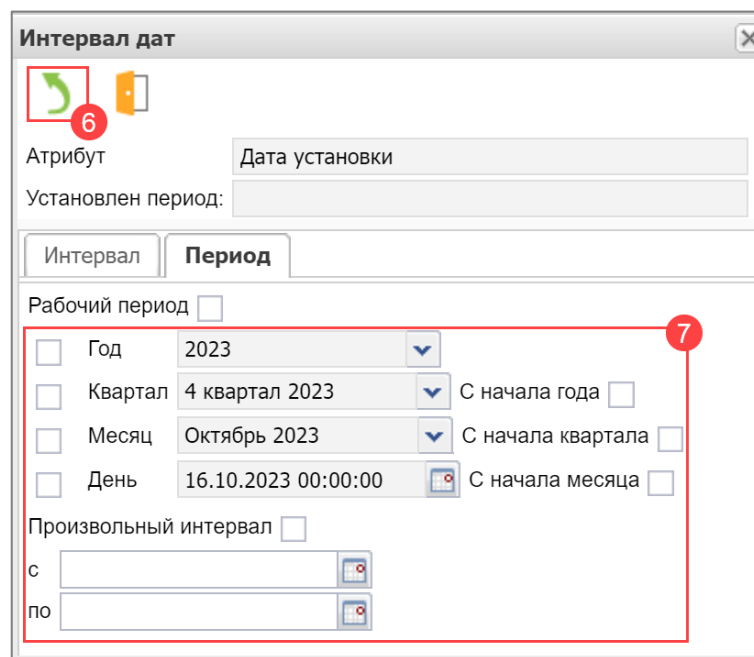 Интервал дат
6
Атрибут Дата установки
Установлен период:
Интервал Период
Рабочий период
7
Год 2023
Квартал 4 квартал 2023 С начала года
Месяц Октябрь 2023 С начала квартала
День 16.10.2023 00:00:00 С начала месяца
Произвольный интервал
с
по